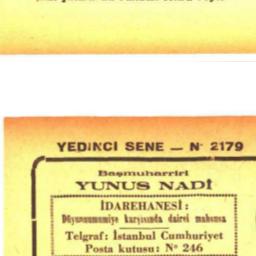 YEDİNCİ SENE — Nº 2179
Başmuharriri
YUNUS NADİ
İDAREHANESİ:
Düyunuumumiye karşısında dairei mahsusa
Telgraf: İstanbul Cumhuriyet
Posta kutusu: Nº 246